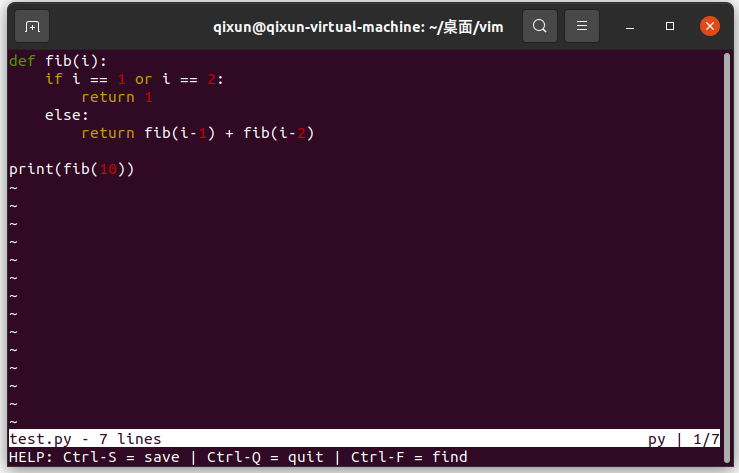 qixun@qixun-virtual-machine: ~/桌面/vim
def fib(i):
    if i == 1 or i == 2:
        return 1
    else:
        return fib(i-1) + fib(i-2)

print(fib(10))
~
~
~
~
~
~
~
~
~
~
~
~
~
~
test.py - 7 lines py | 1/7
HELP: Ctrl-S = save | Ctrl-Q = quit | Ctrl-F = find